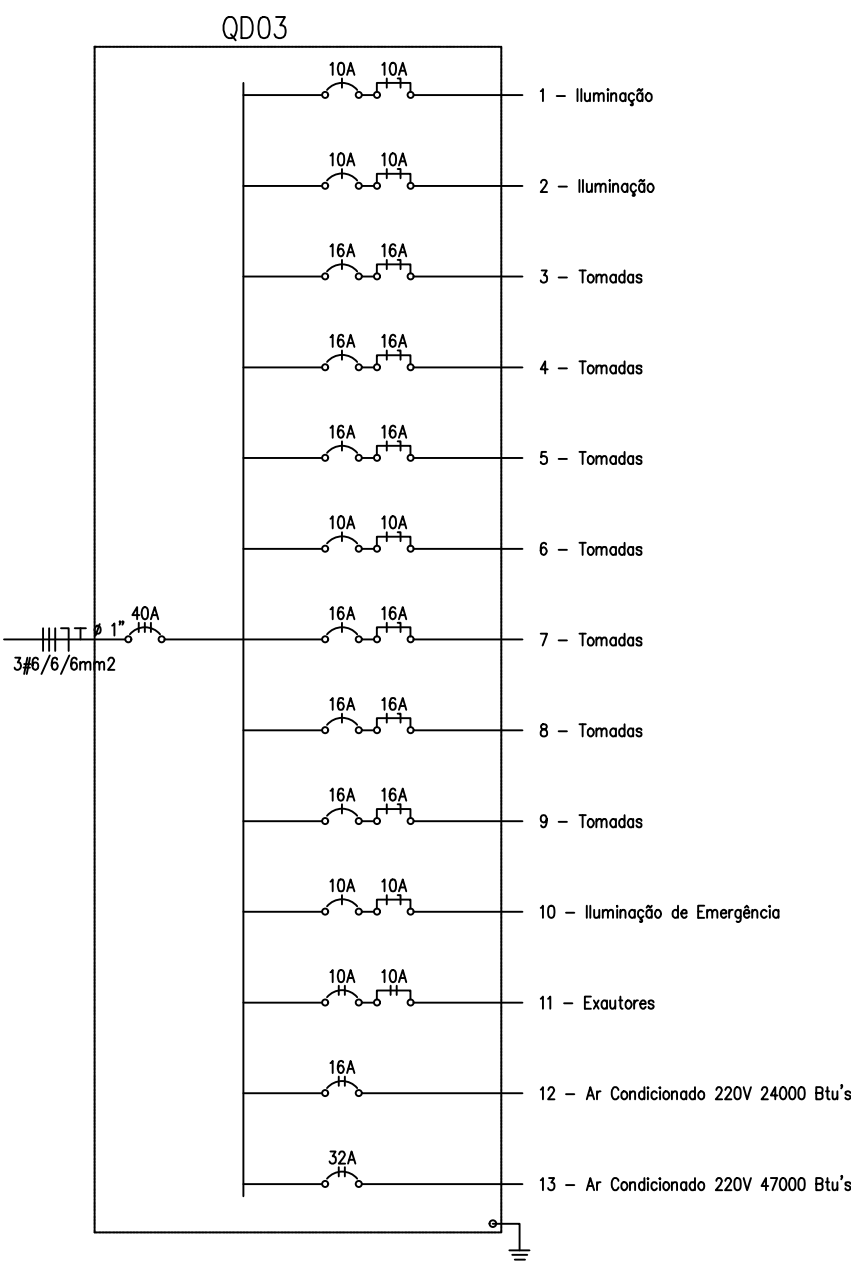 QD03
10A 10A
1 - Iluminação
10A 10A
2 - Iluminação
16A 16A
3 - Tomadas
16A 16A
4 - Tomadas
16A 16A
5 - Tomadas
10A 10A
6 - Tomadas
ø 1" 40A 16A 16A
7 - Tomadas
3#6/6/6mm2
16A 16A
8 - Tomadas
16A 16A
9 - Tomadas
10A 10A
10 - Iluminação de Emergência
10A 10A
11 - Exautores
16A
12 - Ar Condicionado 220V 24000 Btu's
32A
13 - Ar Condicionado 220V 47000 Btu's